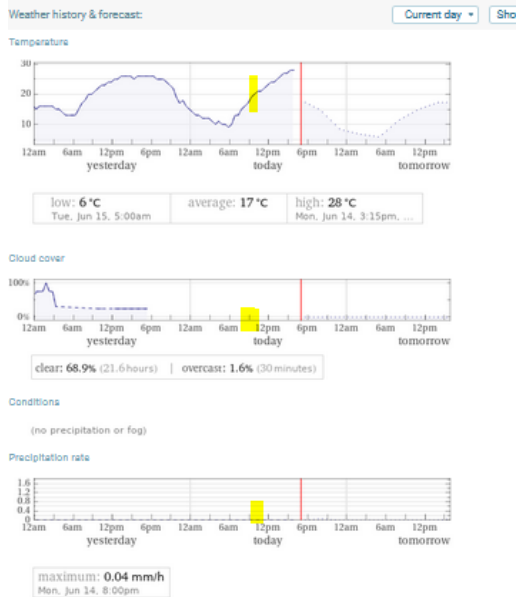 Weather history & forecast:
Current day
Sho
Temperature
30
20
10
12am 6am 12pm 6pm 12am 6am 12pm 6pm 12am 6am 12pm
yesterday today tomorrow
low: 6 °C
Tue, Jun 15, 5:00am
average: 17 °C
high: 28 °C
Mon, Jun 14, 3:15pm, ...
Cloud cover
100%
0%
12am 6am 12pm 6pm 12am 6am 12pm 6pm 12am 6am 12pm
yesterday today tomorrow
clear: 68.9% (21.6 hours) | overcast: 1.6% (30 minutes)
Conditions
(no precipitation or fog)
Precipitation rate
1.6
1.2
0.8
0.4
0
12am 6am 12pm 6pm 12am 6am 12pm 6pm 12am 6am 12pm
yesterday today tomorrow
maximum: 0.04 mm/h
Mon, Jun 14, 8:00pm